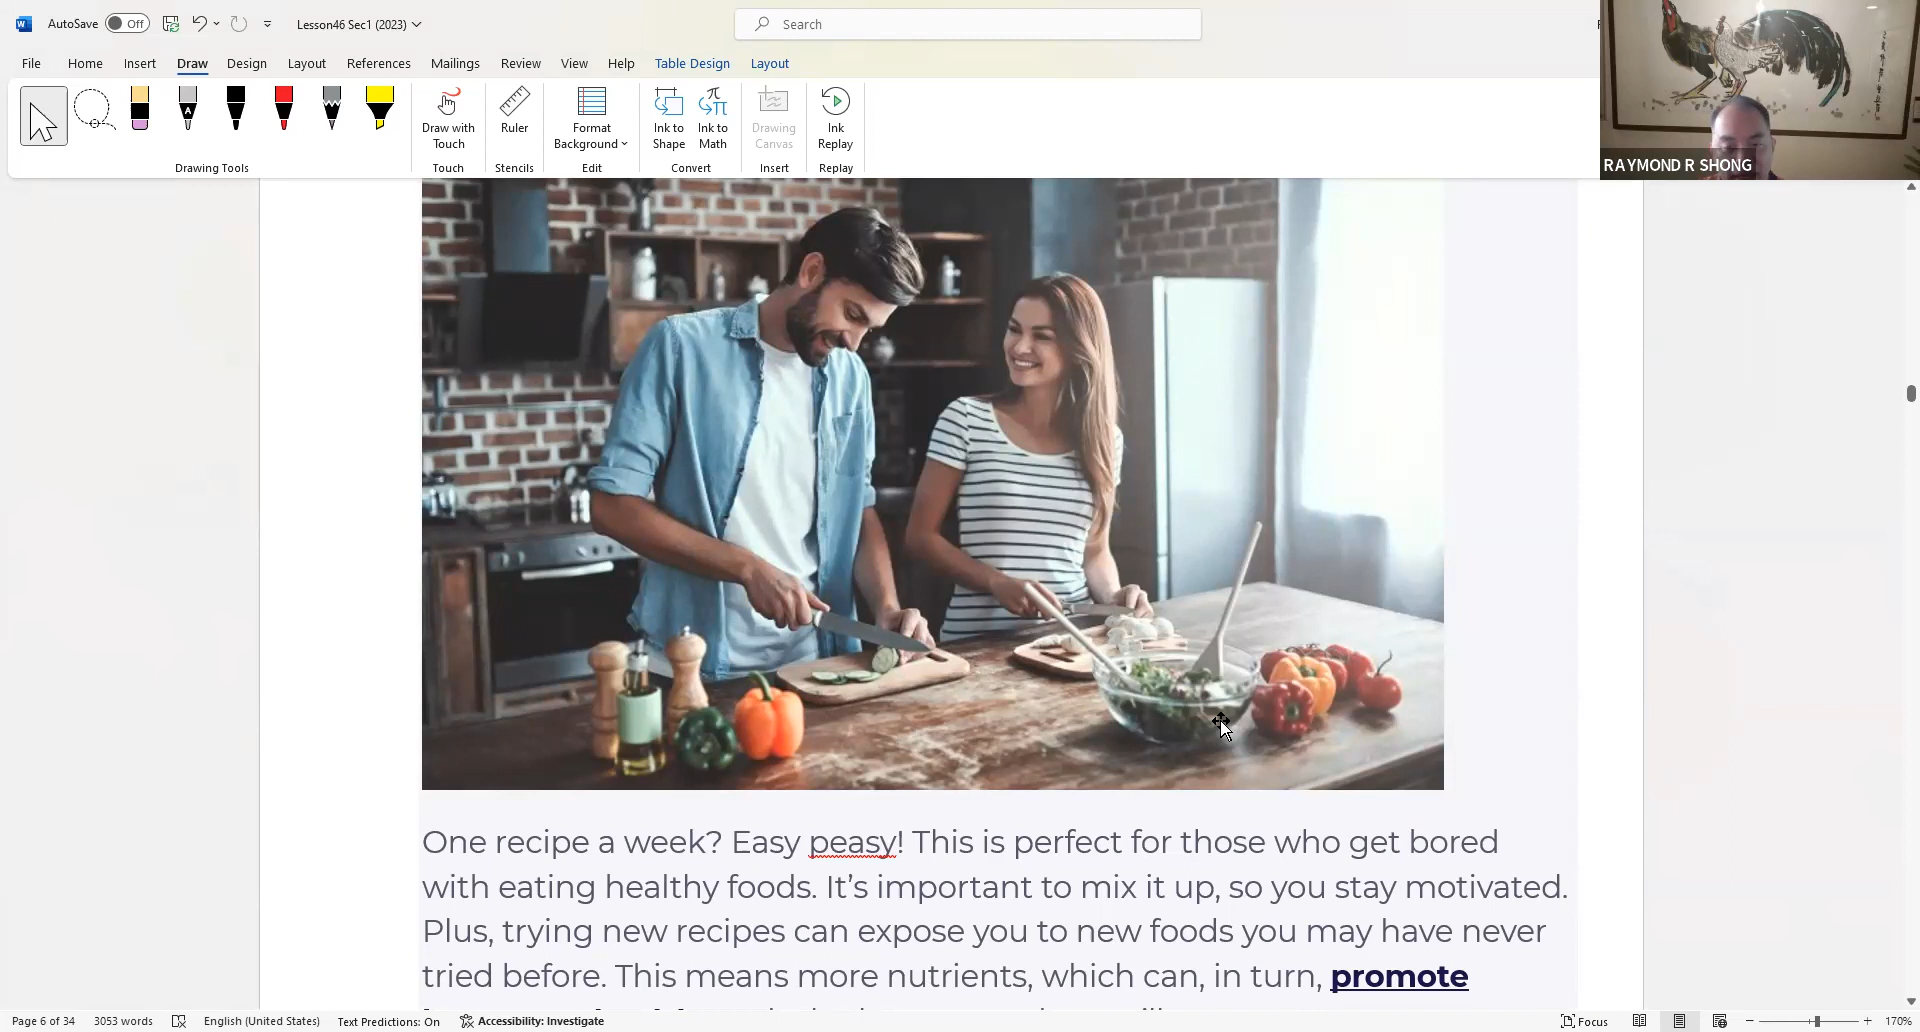 AutoSave Off Lesson46 Sec1 (2023) Search
File Home Insert Draw Design Layout References Mailings Review View Help Table Design Layout
A
Draw with Touch
Ruler
Format Background
Ink to Shape
Ink to Math
Drawing Canvas
Ink Replay
Drawing Tools Touch Stencils Edit Convert Insert Replay
RAYMOND R SHONG
One recipe a week? Easy peasy! This is perfect for those who get bored
with eating healthy foods. It’s important to mix it up, so you stay motivated.
Plus, trying new recipes can expose you to new foods you may have never
tried before. This means more nutrients, which can, in turn, promote
Page 6 of 34 3053 words English (United States) Text Predictions: On Accessibility: Investigate Focus 170%